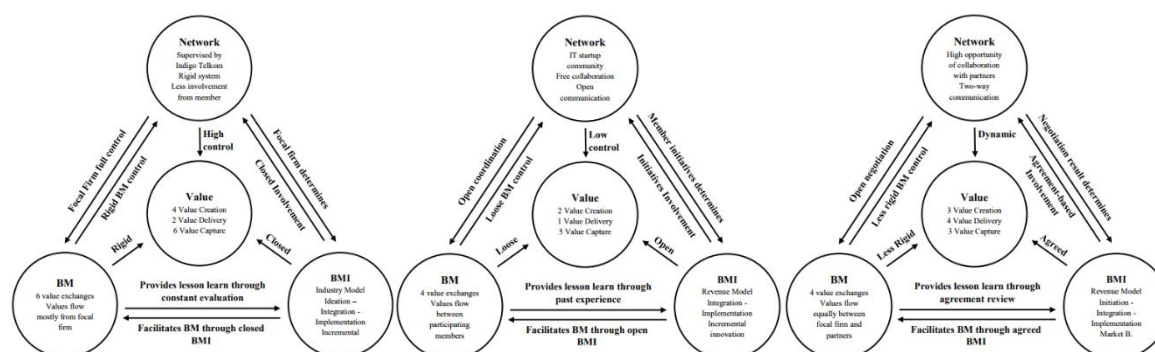 Network
Supervised by
Indigo Telkom
Rigid system
Less involvement
from member
Focal Firm full control
Rigid BM control
High
control
Focal firm determines
Closed Involvement
Value
4 Value Creation
2 Value Delivery
6 Value Capture
Rigid
Closed
BM
6 value exchanges
Values flow
mostly from focal
firm
Provides lesson learn through
constant evaluation
Facilitates BM through closed
BMI
BMI
Industry Model
Ideation –
Integration -
Implementation
Incremental
Network
IT startup
community
Free collaboration
Open
communication
Open coordination
Loose BM control
Low
control
Member initiatives determines
Initiatives Involvement
Value
2 Value Creation
1 Value Delivery
5 Value Capture
Loose
Open
BM
4 value exchanges
Values flow
between
participating
members
Provides lesson learn through
past experience
Facilitates BM through open
BMI
BMI
Revenue Model
Integration -
Implementation
Incremental
innovation
Network
High opportunity
of collaboration
with partners
Two-way
communication
Open negotiation
Less rigid BM control
Dynamic
Negotiation result determines
Agreement-based
Involvement
Value
3 Value Creation
4 Value Delivery
3 Value Capture
Less Rigid
Agreed
BM
4 value exchanges
Values flow
equally between
focal firm and
partners
Provides lesson learn through
agreement review
Facilitates BM through agreed
BMI
BMI
Revenue Model
Initiation -
Integration -
Implementation
Market B.